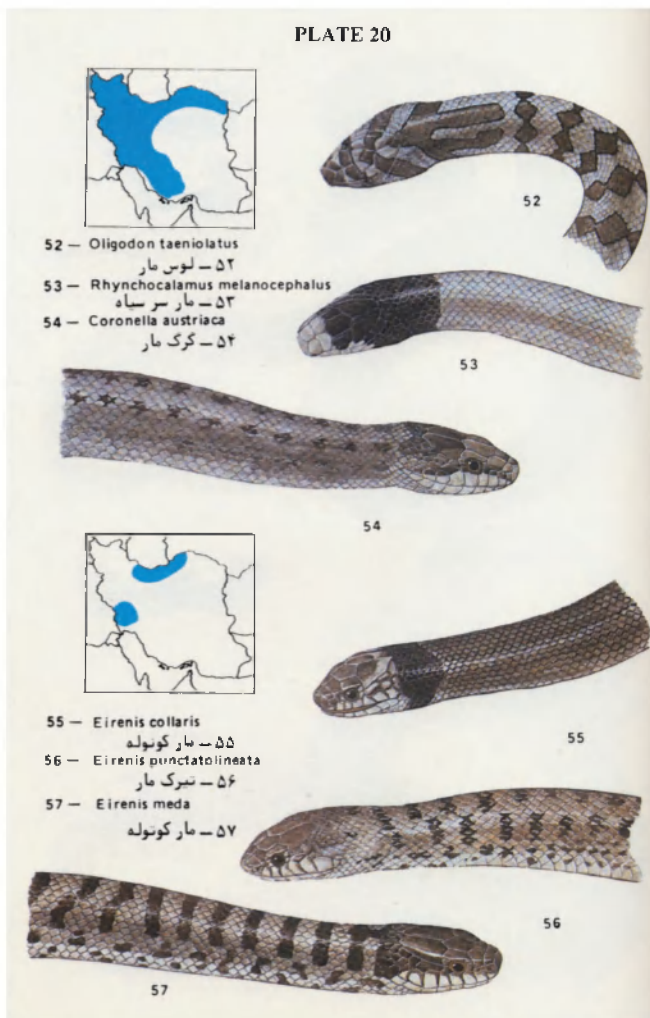 PLATE 20
52 — Oligodon taeniolatus
۵۲ — لوس مار
53 — Rhynchocalamus melanocephalus
۵۳ — مار سر سیاه
54 — Coronella austriaca
۵۴ — گرگ مار
52
53
54
55 — Eirenis collaris
۵۵ — مار کوتوله
56 — Eirenis punctatolineata
۵۶ — تیرک مار
57 — Eirenis meda
۵۷ — مار کوتوله
55
56
57